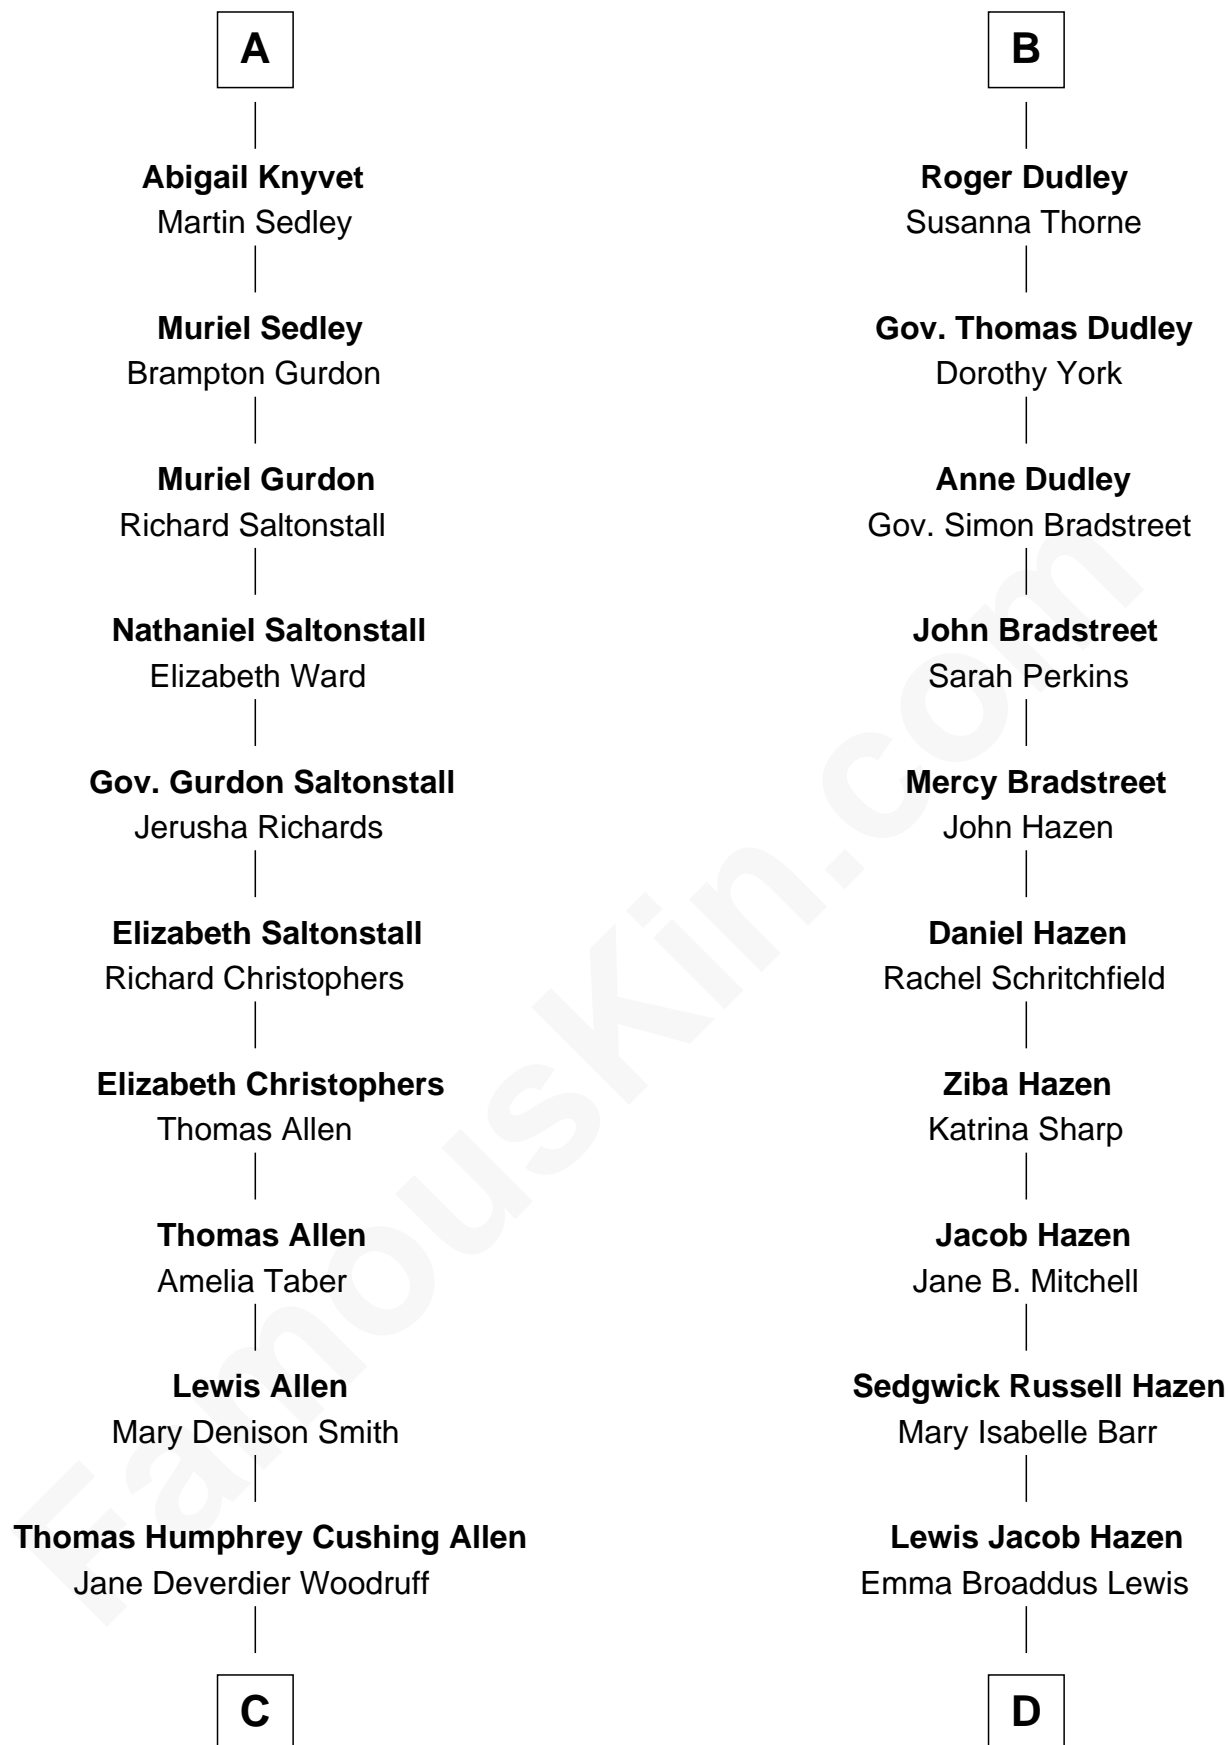 A
Abigail Knyvet
Martin Sedley
Muriel Sedley
Brampton Gurdon
Muriel Gurdon
Richard Saltonstall
Nathaniel Saltonstall
Elizabeth Ward
Gov. Gurdon Saltonstall
Jerusha Richards
Elizabeth Saltonstall
Richard Christophers
Elizabeth Christophers
Thomas Allen
Thomas Allen
Amelia Taber
Lewis Allen
Mary Denison Smith
Thomas Humphrey Cushing Allen
Jane Deverdier Woodruff
C
B
Roger Dudley
Susanna Thorne
Gov. Thomas Dudley
Dorothy York
Anne Dudley
Gov. Simon Bradstreet
John Bradstreet
Sarah Perkins
Mercy Bradstreet
John Hazen
Daniel Hazen
Rachel Schritchfield
Ziba Hazen
Katrina Sharp
Jacob Hazen
Jane B. Mitchell
Sedgwick Russell Hazen
Mary Isabelle Barr
Lewis Jacob Hazen
Emma Broaddus Lewis
D
FamousKin.com